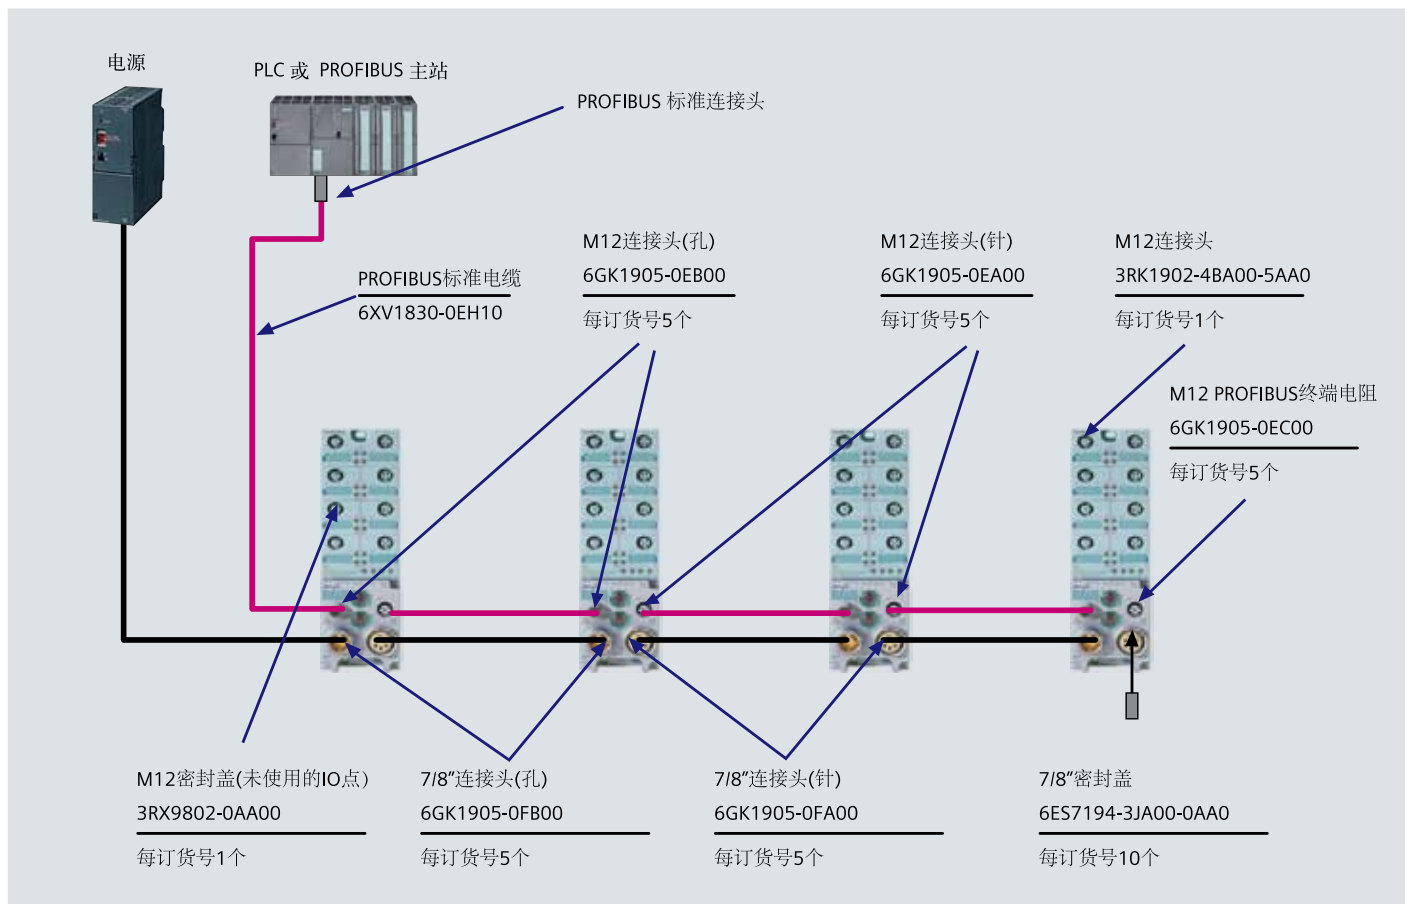 电源
PLC 或 PROFIBUS 主站
PROFIBUS 标准连接头
PROFIBUS标准电缆
6XV1830-0EH10
M12连接头(孔)
6GK1905-0EB00
每订货号5个
M12连接头(针)
6GK1905-0EA00
每订货号5个
M12连接头
3RK1902-4BA00-5AA0
每订货号1个
M12 PROFIBUS终端电阻
6GK1905-0EC00
每订货号5个
M12密封盖(未使用的IO点)
3RX9802-0AA00
每订货号1个
7/8”连接头(孔)
6GK1905-0FB00
每订货号5个
7/8”连接头(针)
6GK1905-0FA00
每订货号5个
7/8”密封盖
6ES7194-3JA00-0AA0
每订货号10个